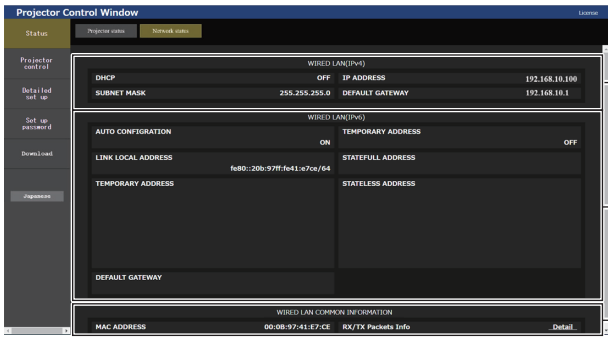 Projector Control Window
License
Status
Projector status
Network status
Projector control
Detailed set up
Set up password
Download
Japanese
WIRED LAN(IPv4)
DHCP OFF IP ADDRESS 192.168.10.100
SUBNET MASK 255.255.255.0 DEFAULT GATEWAY 192.168.10.1
WIRED LAN(IPv6)
AUTO CONFIGRATION ON TEMPORARY ADDRESS OFF
LINK LOCAL ADDRESS fe80::20b:97ff:fe41:e7ce/64 STATEFULL ADDRESS
TEMPORARY ADDRESS STATELESS ADDRESS
DEFAULT GATEWAY
WIRED LAN COMMON INFORMATION
MAC ADDRESS 00:0B:97:41:E7:CE RX/TX Packets Info Detail